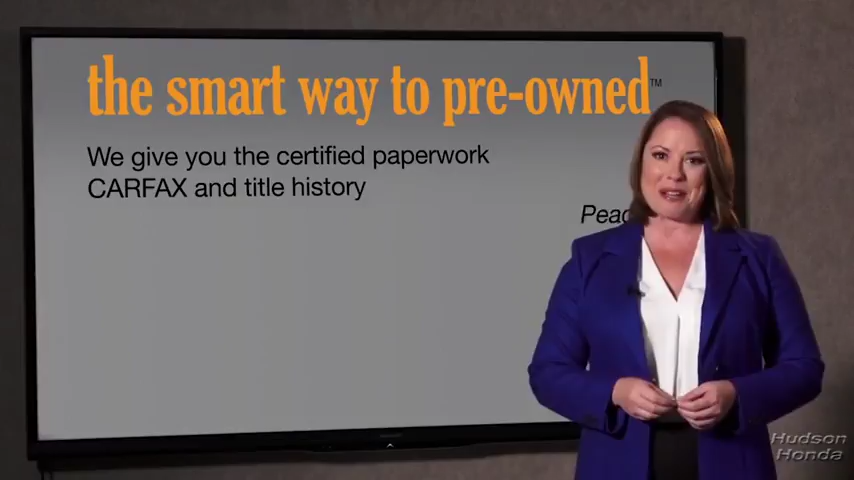 the smart way to pre-owned™
We give you the certified paperwork
CARFAX and title history
Hudson
Honda